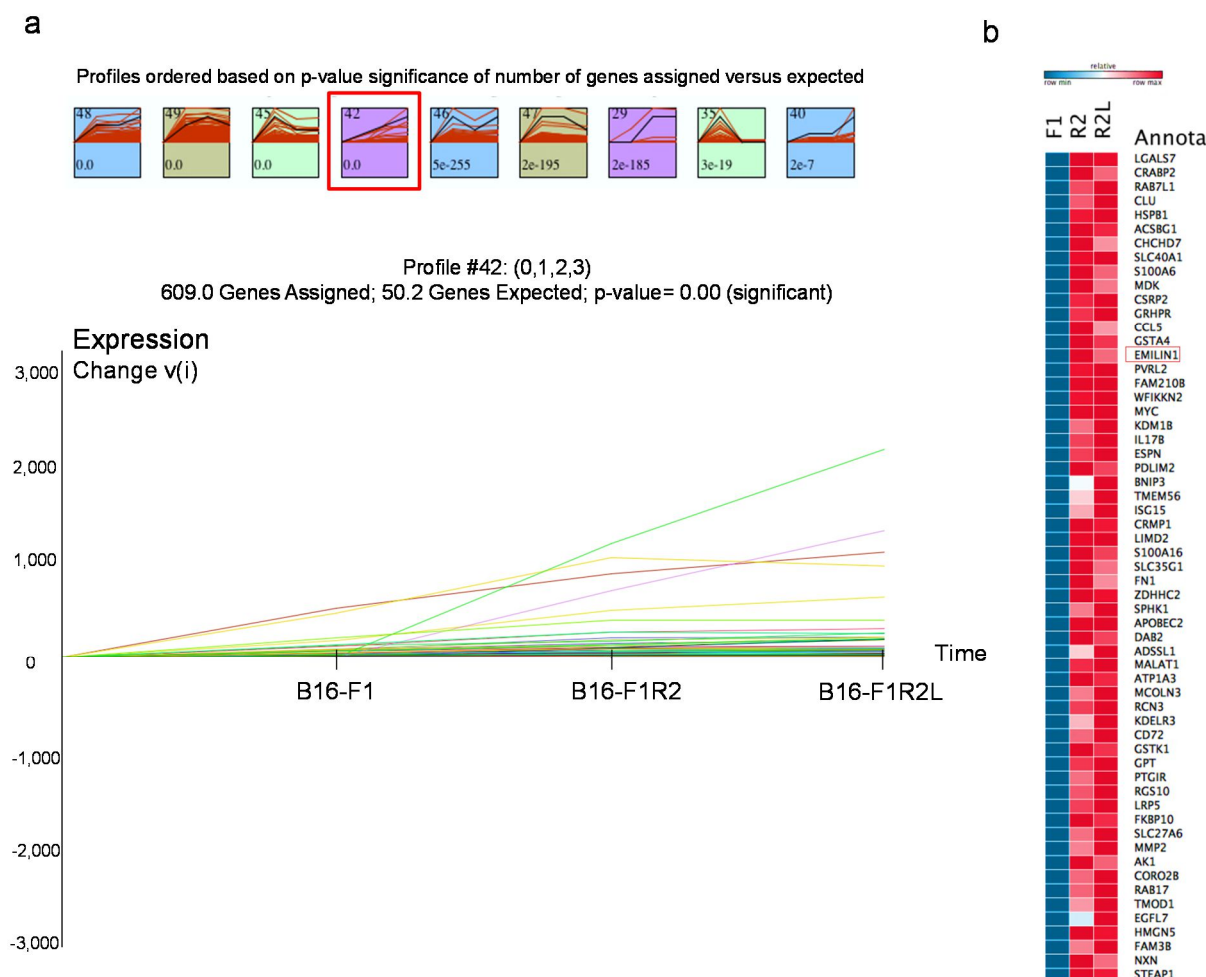 a
Profiles ordered based on p-value significance of number of genes assigned versus expected
48 49 45 42 46 47 29 35 40
0.0 0.0 0.0 0.0 5e-255 2e-195 2e-185 3e-19 2e-7
Profile #42: (0,1,2,3)
609.0 Genes Assigned; 50.2 Genes Expected; p-value= 0.00 (significant)
Expression
Change v(i)
3,000
2,000
1,000
0
-1,000
-2,000
-3,000
Time
B16-F1 B16-F1R2 B16-F1R2L
b
relative
row min row max
F1 R2 R2L
Annota
LGALS7
CRABP2
RAB7L1
CLU
HSPB1
ACSBG1
CHCHD7
SLC40A1
S100A6
MDK
CSRP2
GRHPR
CCL5
GSTA4
EMILIN1
PVRL2
FAM210B
WFIKKN2
MYC
KDM1B
IL17B
ESPN
PDLIM2
BNIP3
TMEM56
ISG15
CRMP1
LIMD2
S100A16
SLC35G1
FN1
ZDHHC2
SPHK1
APOBEC2
DAB2
ADSSL1
MALAT1
ATP1A3
MCOLN3
RCN3
KDELR3
CD72
GSTK1
GPT
PTGIR
RGS10
LRP5
FKBP10
SLC27A6
MMP2
AK1
CORO2B
RAB17
TMOD1
EGFL7
HMGN5
FAM3B
NXN
STEAP1